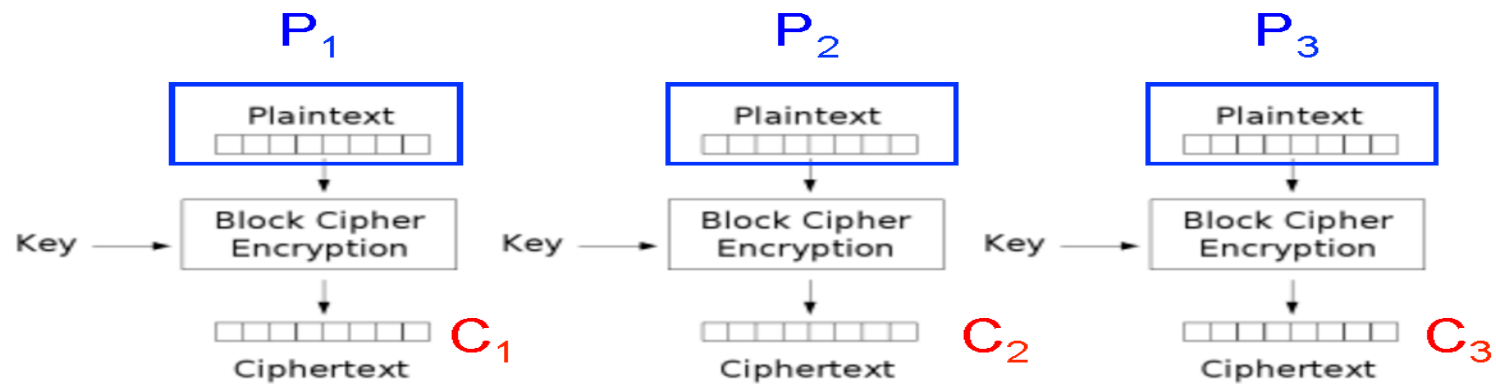 P₁ P₂ P₃
Plaintext Plaintext Plaintext
Block Cipher Block Cipher Block Cipher
Key Encryption Key Encryption Key Encryption
C₁ C₂ C₃
Ciphertext Ciphertext Ciphertext